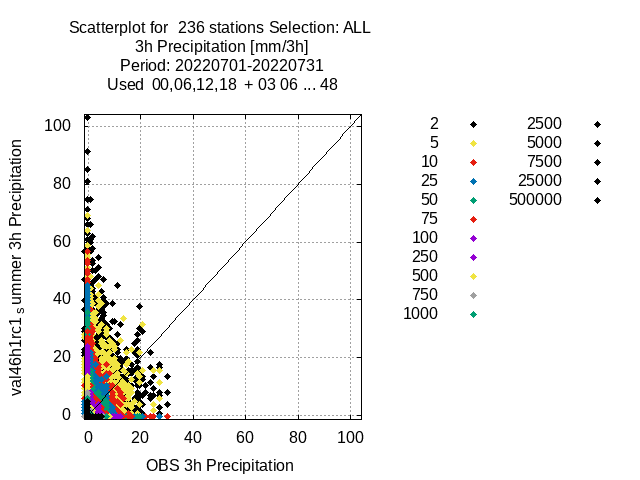 Scatterplot for 236 stations Selection: ALL
3h Precipitation [mm/3h]
Period: 20220701-20220731
Used 00,06,12,18 + 03 06 ... 48
val46h1rc1 s ummer 3h Precipitation
100
80
60
40
20
0
0 20 40 60 80 100
OBS 3h Precipitation
2 2500
5 5000
10 7500
25 25000
50 500000
75
100
250
500
750
1000